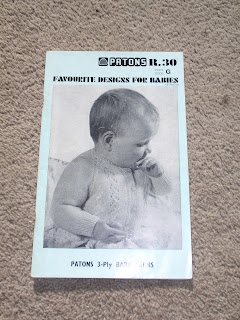 PATONS R.30
G
FAVOURITE DESIGNS FOR BABIES
PATONS 3-Ply BABY